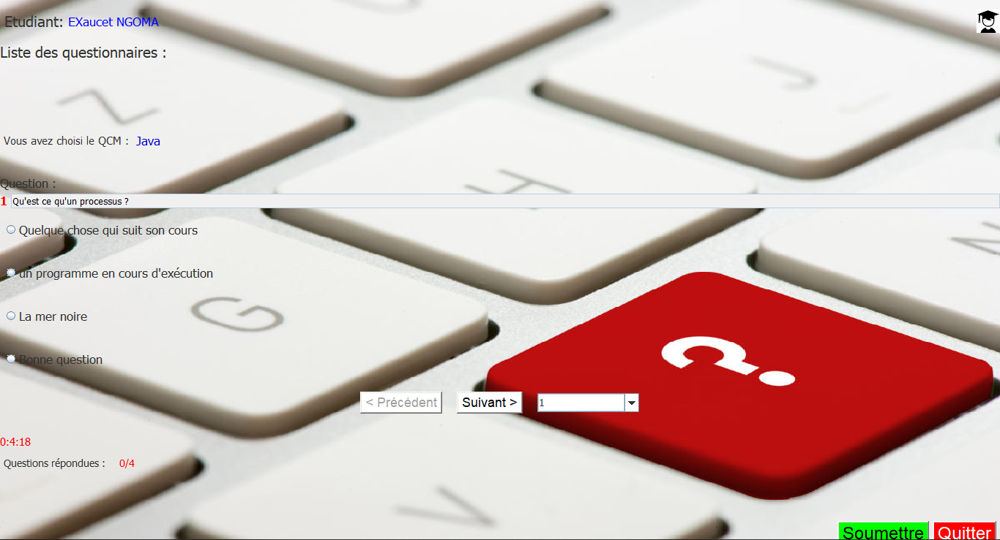 Etudiant: EXaucet NGOMA
Liste des questionnaires :
Vous avez choisi le QCM : Java
Question :
1 Qu'est ce qu'un processus ?
Quelque chose qui suit son cours
un programme en cours d'exécution
La mer noire
Bonne question
< Précédent Suivant > 1
0:4:18
Questions répondues : 0/4
Soumettre Quitter
Z
J
H
G
N
V
?